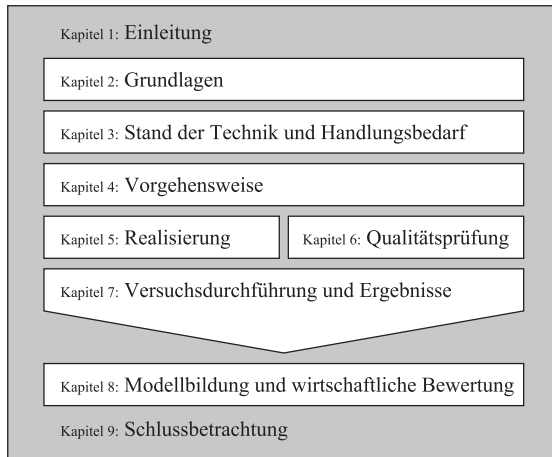 Kapitel 1: Einleitung
Kapitel 2: Grundlagen
Kapitel 3: Stand der Technik und Handlungsbedarf
Kapitel 4: Vorgehensweise
Kapitel 5: Realisierung
Kapitel 6: Qualitätsprüfung
Kapitel 7: Versuchsdurchführung und Ergebnisse
Kapitel 8: Modellbildung und wirtschaftliche Bewertung
Kapitel 9: Schlussbetrachtung